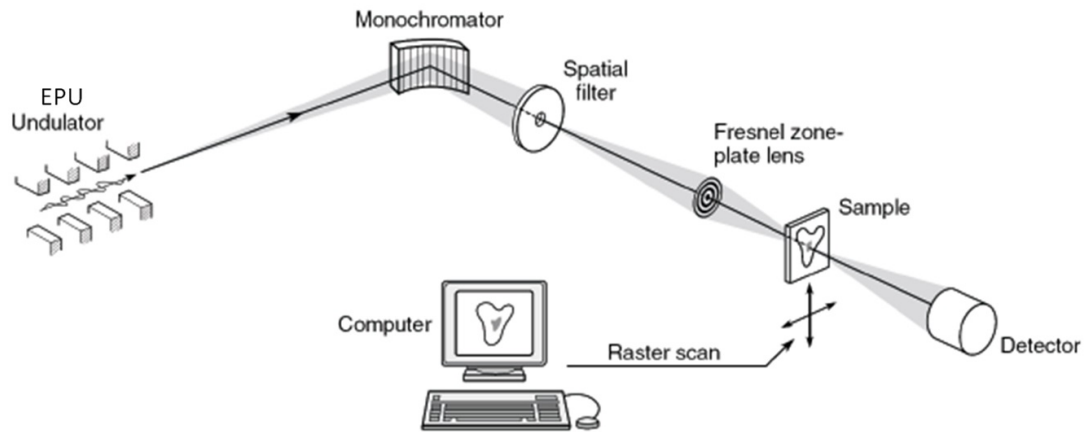 Monochromator
EPU
Undulator
Spatial
filter
Fresnel zone-
plate lens
Sample
Computer
Raster scan
Detector